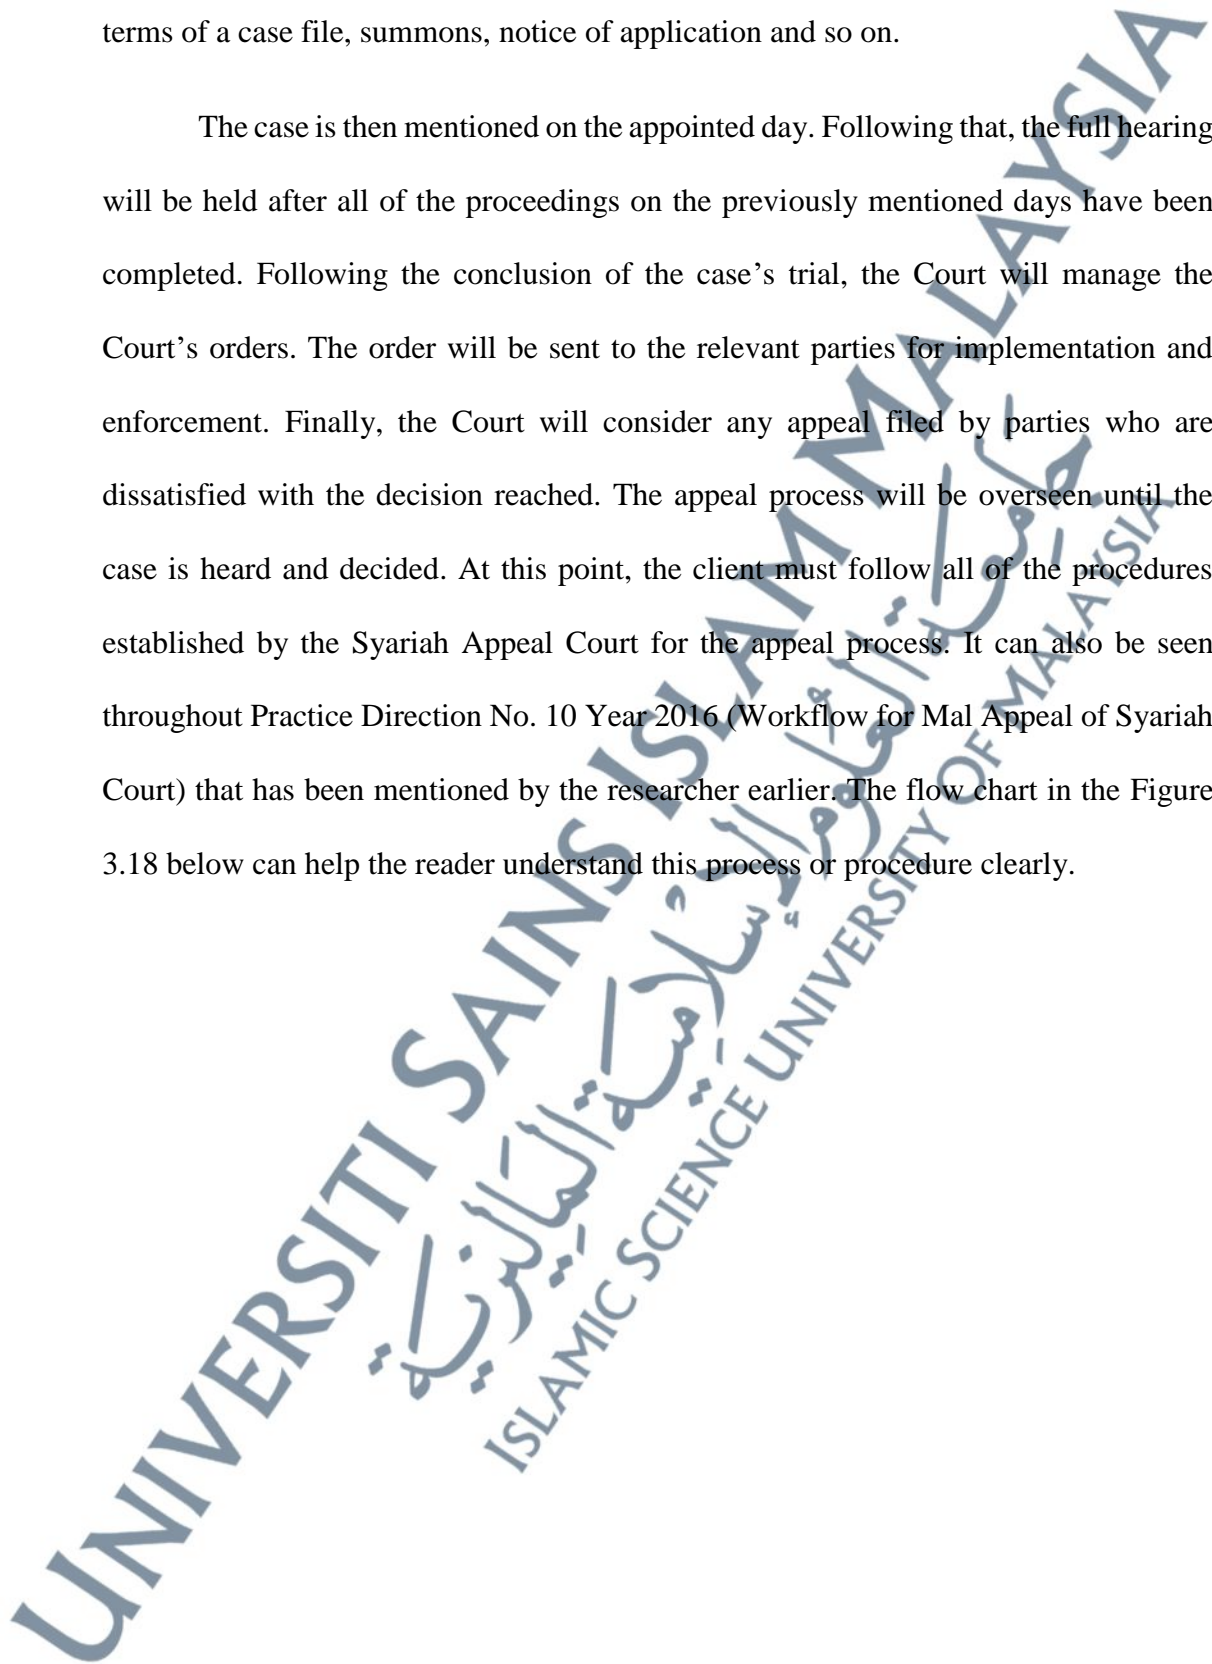 terms of a case file, summons, notice of application and so on.
The case is then mentioned on the appointed day. Following that, the full hearing
will be held after all of the proceedings on the previously mentioned days have been
completed. Following the conclusion of the case’s trial, the Court will manage the
Court’s orders. The order will be sent to the relevant parties for implementation and
enforcement. Finally, the Court will consider any appeal filed by parties who are
dissatisfied with the decision reached. The appeal process will be overseen until the
case is heard and decided. At this point, the client must follow all of the procedures
established by the Syariah Appeal Court for the appeal process. It can also be seen
throughout Practice Direction No. 10 Year 2016 (Workflow for Mal Appeal of Syariah
Court) that has been mentioned by the researcher earlier. The flow chart in the Figure
3.18 below can help the reader understand this process or procedure clearly.
UNIVERSITI SAINS ISLAM MALAYSIA
جَامِعَة العُلُوم الإِسْلَامِيَّة المَالِيزِيَّة
ISLAMIC SCIENCE UNIVERSITY OF MALAYSIA